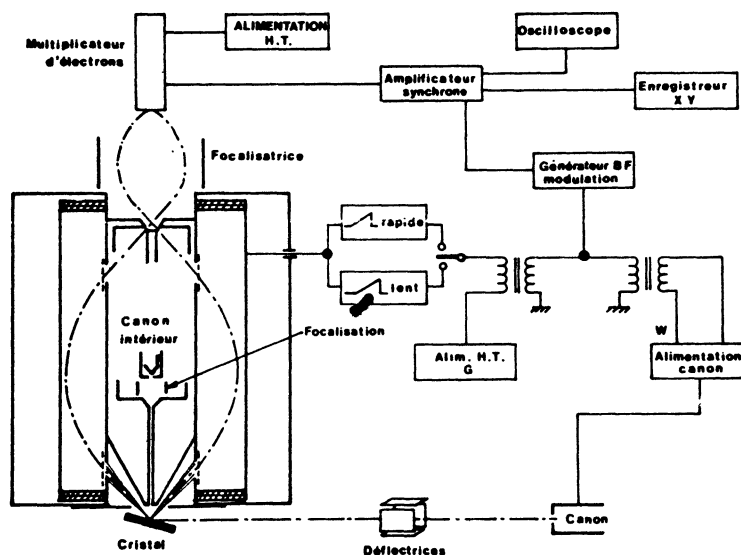 ALIMENTATION
H.T.
Multiplicateur
d'électrons
Oscilloscope
Amplificateur
synchrone
Enregistreur
X Y
Focalisatrice
Générateur BF
modulation
rapide
lent
Canon
intérieur
Focalisation
W
Alim. H.T.
G
Alimentation
canon
Canon
Cristal
Déflectrices